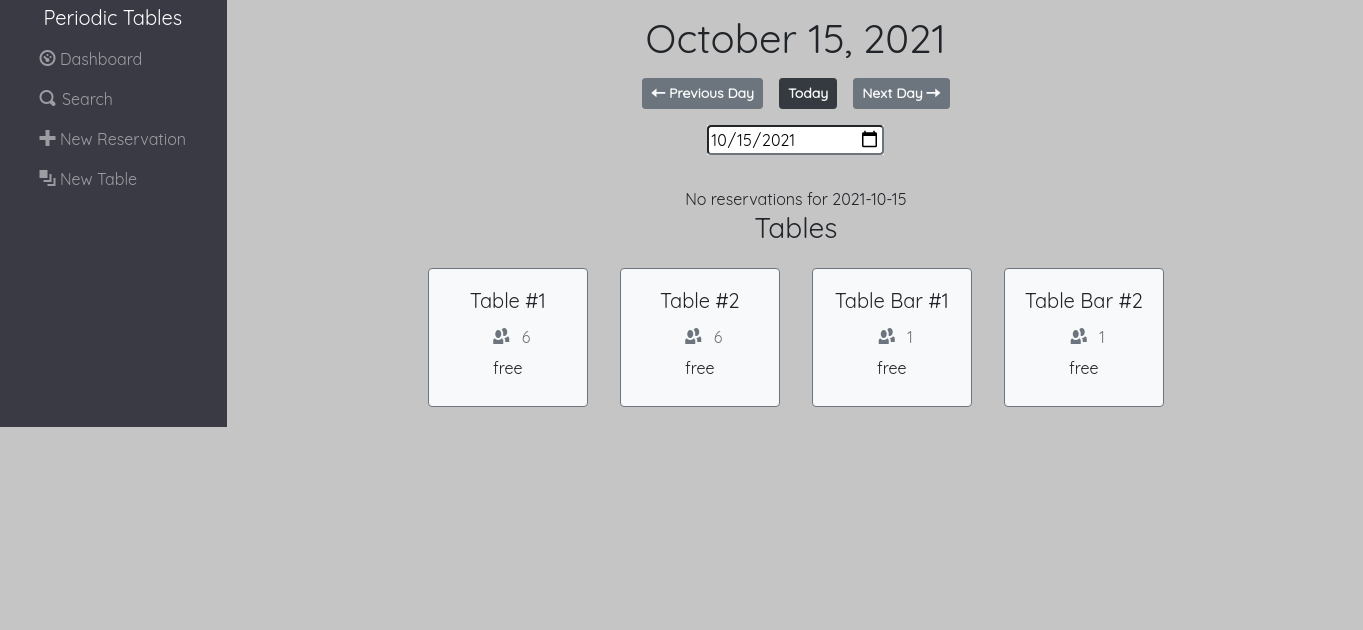 Periodic Tables
Dashboard
Search
New Reservation
New Table
October 15, 2021
← Previous Day
Today
Next Day →
10/15/2021
No reservations for 2021-10-15
Tables
Table #1
6
free
Table #2
6
free
Table Bar #1
1
free
Table Bar #2
1
free